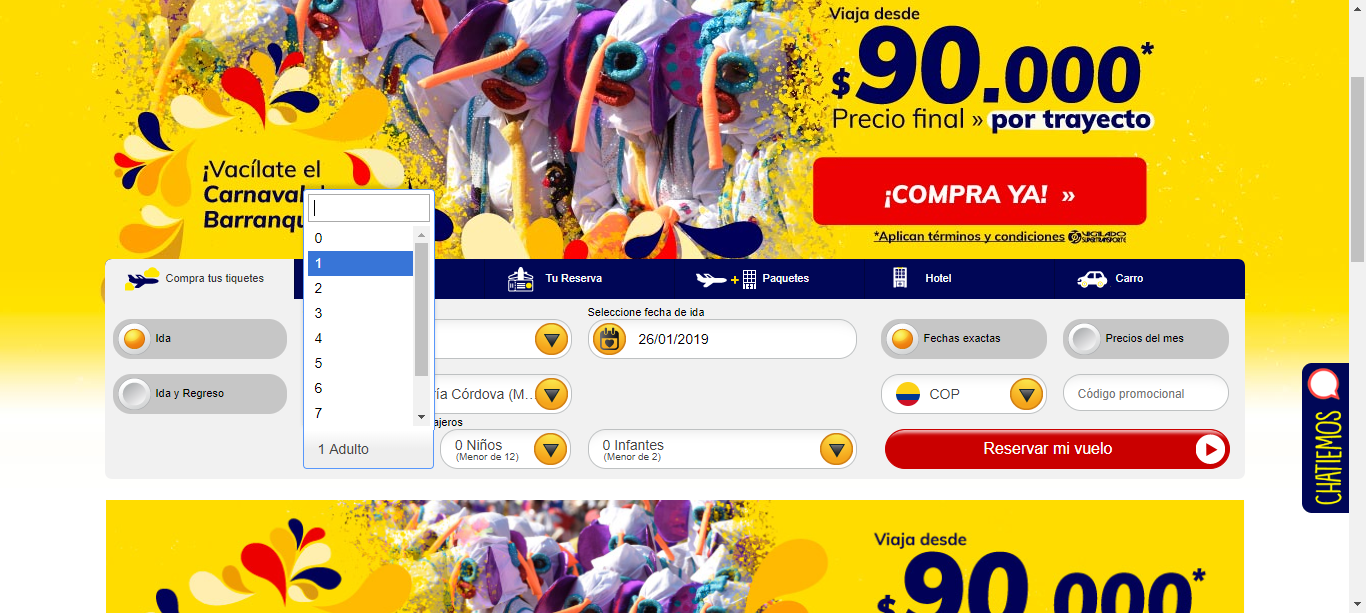 Viaja desde
$90.000*
Precio final » por trayecto
¡COMPRA YA! »
*Aplican términos y condiciones VIGILADO
SUPERTRANSPORTE
¡Vacílate el
Carnaval
Barranqu
0
1
2
3
4
5
6
7
1 Adulto
Compra tus tiquetes
Tu Reserva
Paquetes
Hotel
Carro
Ida
Ida y Regreso
Seleccione fecha de ida
26/01/2019
Fechas exactas
Precios del mes
ía Córdova (M...
COP
Código promocional
ajeros
0 Niños
(Menor de 12)
0 Infantes
(Menor de 2)
Reservar mi vuelo
CHATIEMOS
Viaja desde
$90.000*